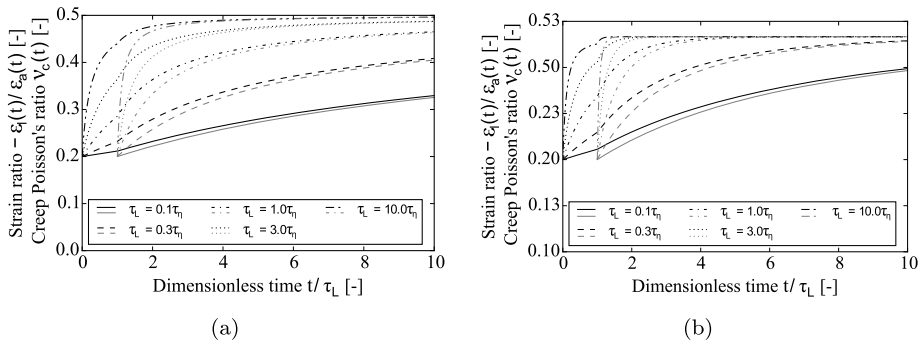 Strain ratio − εₗ(t)/ εₐ(t) [-]
Creep Poisson's ratio ν_c(t) [-]
0.5
0.4
0.3
0.2
0.1
0.0
τ_L = 0.1τ_η
τ_L = 1.0τ_η
τ_L = 10.0τ_η
τ_L = 0.3τ_η
τ_L = 3.0τ_η
0 2 4 6 8 10
Dimensionless time t/ τ_L [-]
(a)
Strain ratio − εₗ(t)/ εₐ(t) [-]
Creep Poisson's ratio ν_c(t) [-]
0.53
0.50
0.23
0.20
0.13
0.10
τ_L = 0.1τ_η
τ_L = 1.0τ_η
τ_L = 10.0τ_η
τ_L = 0.3τ_η
τ_L = 3.0τ_η
0 2 4 6 8 10
Dimensionless time t/ τ_L [-]
(b)